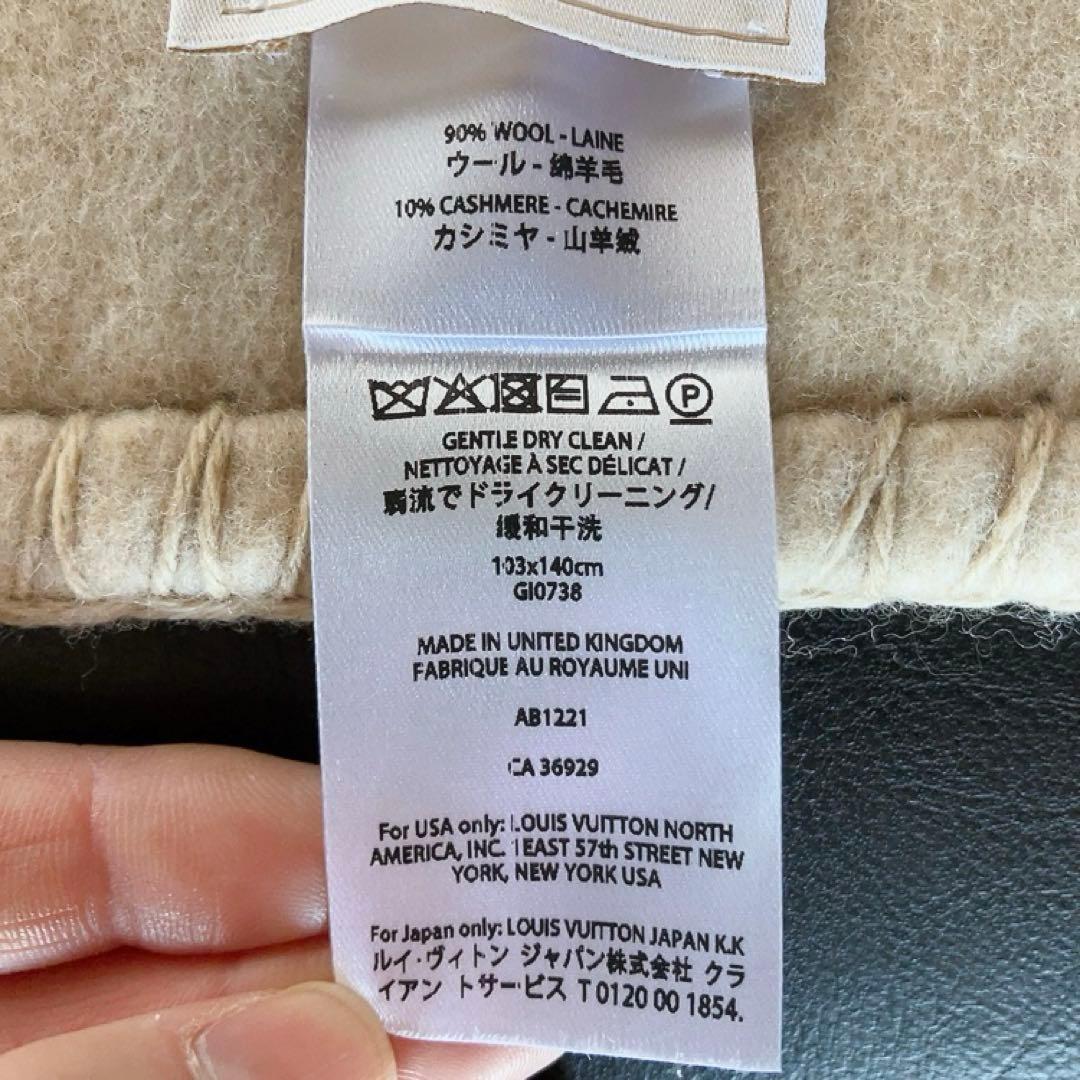 90% WOOL - LAINE
ウール - 綿羊毛
10% CASHMERE - CACHEMIRE
カシミヤ - 山羊絨
P
GENTLE DRY CLEAN /
NETTOYAGE À SEC DÉLICAT /
弱流でドライクリーニング/
缓和干洗
103x140cm
GI0738
MADE IN UNITED KINGDOM
FABRIQUE AU ROYAUME UNI
AB1221
CA 36929
For USA only: LOUIS VUITTON NORTH
AMERICA, INC. 1 EAST 57th STREET NEW
YORK, NEW YORK USA
For Japan only: LOUIS VUITTON JAPAN K.K
ルイ・ヴィトン ジャパン株式会社 クラ
イアン トサービス T 0120 00 1854.